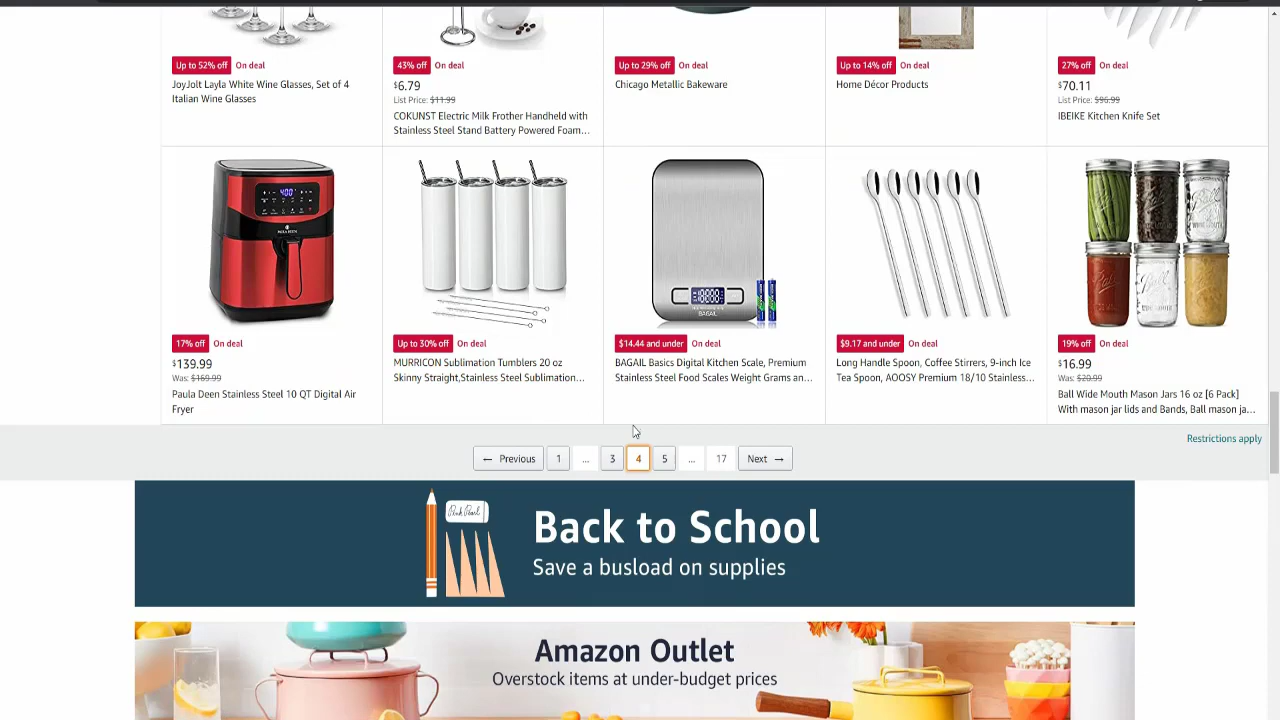 Up to 52% off On deal
JoyJolt Layla White Wine Glasses, Set of 4
Italian Wine Glasses
43% off On deal
$6.79
List Price: $11.99
COKUNST Electric Milk Frother Handheld with
Stainless Steel Stand Battery Powered Foam...
Up to 29% off On deal
Chicago Metallic Bakeware
Up to 14% off On deal
Home Décor Products
27% off On deal
$70.11
List Price: $96.99
IBEIKE Kitchen Knife Set
400
17% off On deal
$139.99
Was: $169.99
Paula Deen Stainless Steel 10 QT Digital Air
Fryer
Up to 30% off On deal
MURRICON Sublimation Tumblers 20 oz
Skinny Straight,Stainless Steel Sublimation...
BAGAIL
$14.44 and under On deal
BAGAIL Basics Digital Kitchen Scale, Premium
Stainless Steel Food Scales Weight Grams an...
$9.17 and under On deal
Long Handle Spoon, Coffee Stirrers, 9-inch Ice
Tea Spoon, AOOSY Premium 18/10 Stainless...
Ball
19% off On deal
$16.99
Was: $20.99
Ball Wide Mouth Mason Jars 16 oz [6 Pack]
With mason jar lids and Bands, Ball mason ja...
Restrictions apply
← Previous 1 ... 3 4 5 ... 17 Next →
Pink Pearl
Back to School
Save a busload on supplies
Amazon Outlet
Overstock items at under-budget prices